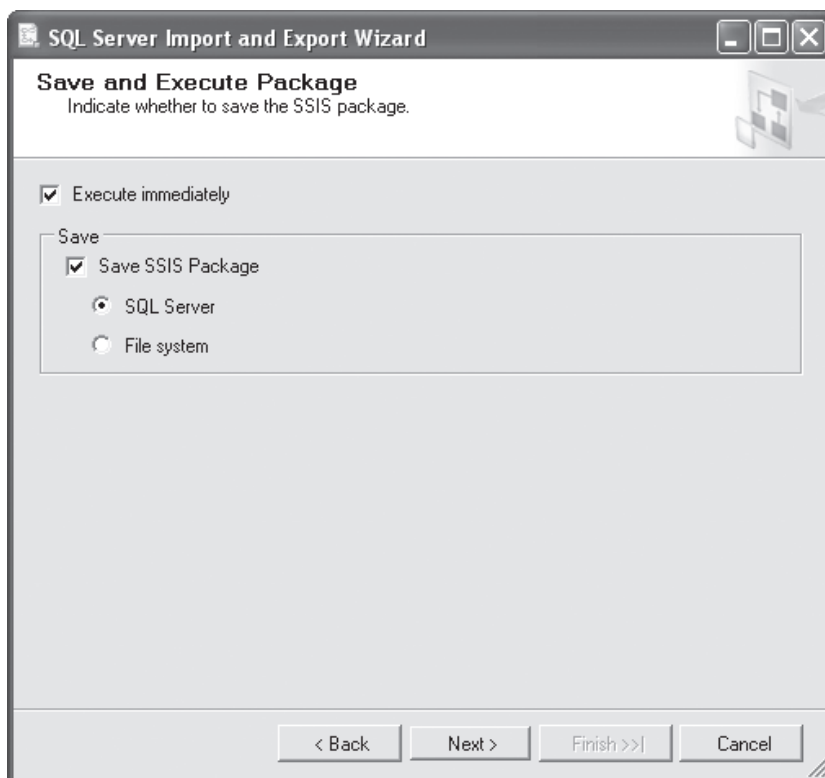 SQL Server Import and Export Wizard
Save and Execute Package
Indicate whether to save the SSIS package.
Execute immediately
Save
Save SSIS Package
SQL Server
File system
< Back
Next >
Finish >>|
Cancel